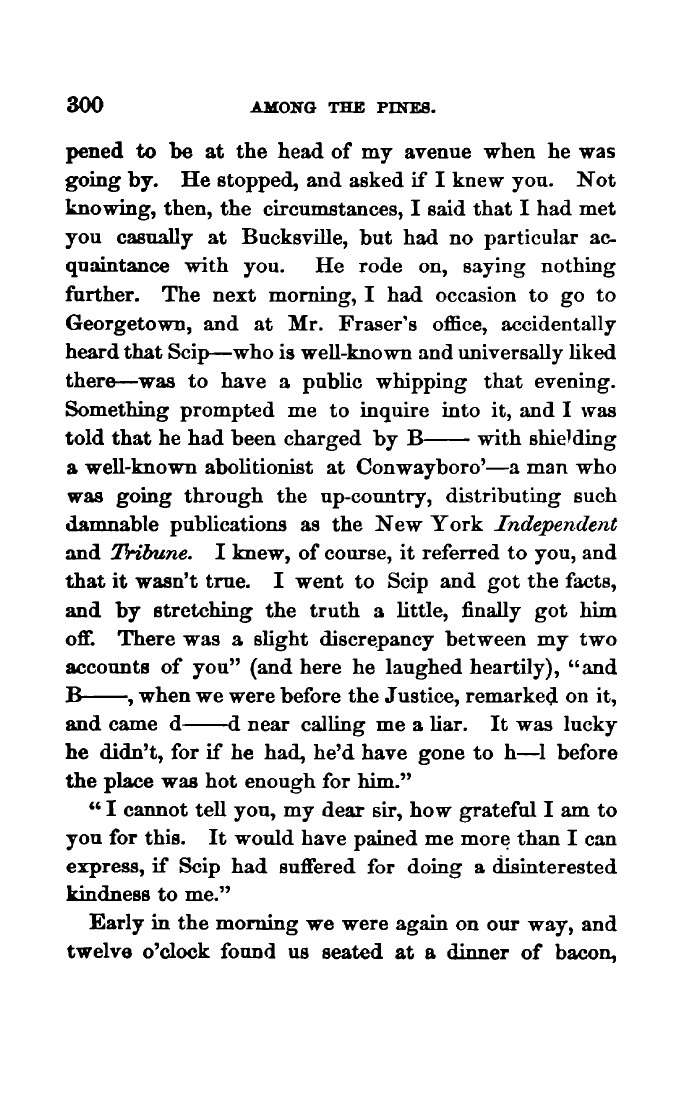 300 AMONG THE PINES.
pened to be at the head of my avenue when he was
going by. He stopped, and asked if I knew you. Not
knowing, then, the circumstances, I said that I had met
you casually at Bucksville, but had no particular ac-
quaintance with you. He rode on, saying nothing
further. The next morning, I had occasion to go to
Georgetown, and at Mr. Fraser's office, accidentally
heard that Scip—who is well-known and universally liked
there—was to have a public whipping that evening.
Something prompted me to inquire into it, and I was
told that he had been charged by B—— with shielding
a well-known abolitionist at Conwayboro'—a man who
was going through the up-country, distributing such
damnable publications as the New York Independent
and Tribune. I knew, of course, it referred to you, and
that it wasn't true. I went to Scip and got the facts,
and by stretching the truth a little, finally got him
off. There was a slight discrepancy between my two
accounts of you" (and here he laughed heartily), "and
B——, when we were before the Justice, remarked on it,
and came d——d near calling me a liar. It was lucky
he didn't, for if he had, he'd have gone to h—l before
the place was hot enough for him."
"I cannot tell you, my dear sir, how grateful I am to
you for this. It would have pained me more than I can
express, if Scip had suffered for doing a disinterested
kindness to me."
Early in the morning we were again on our way, and
twelve o'clock found us seated at a dinner of bacon,